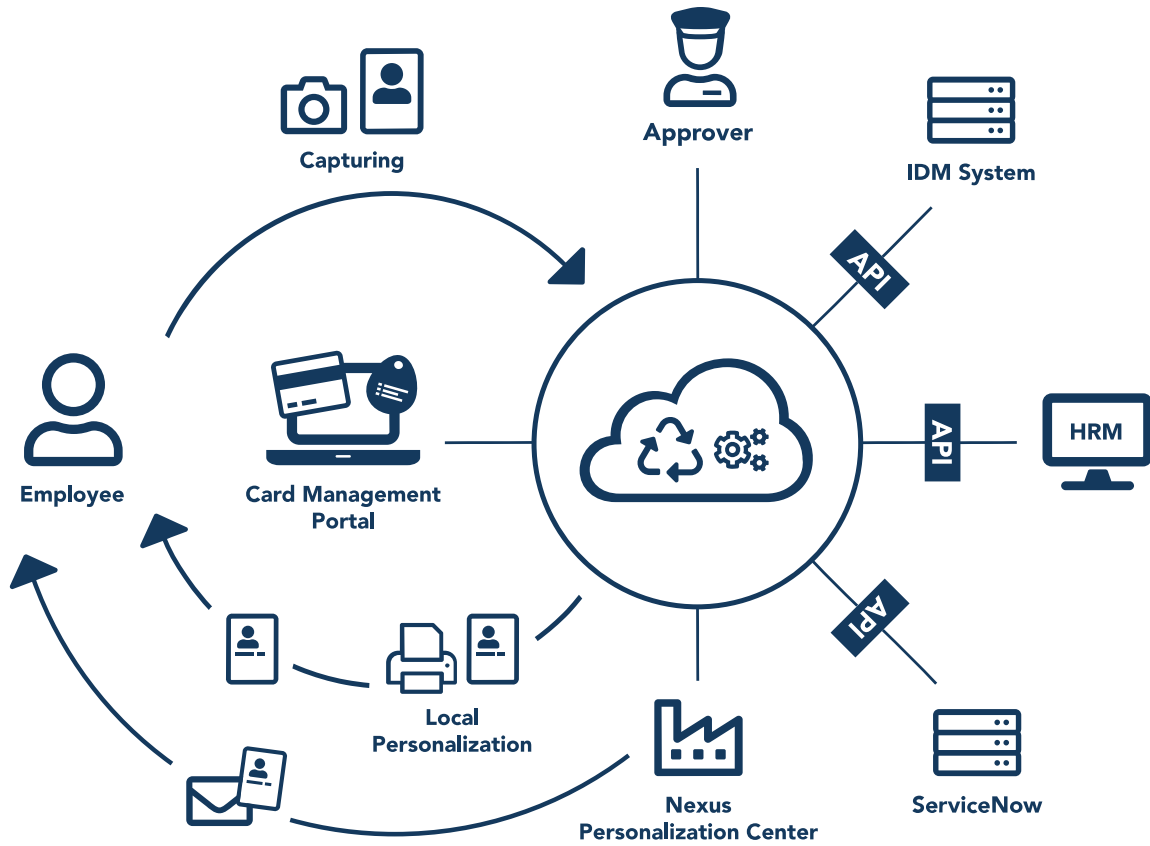 Capturing
Approver
IDM System
API
Employee
Card Management
Portal
API
HRM
API
Local
Personalization
Nexus
Personalization Center
ServiceNow